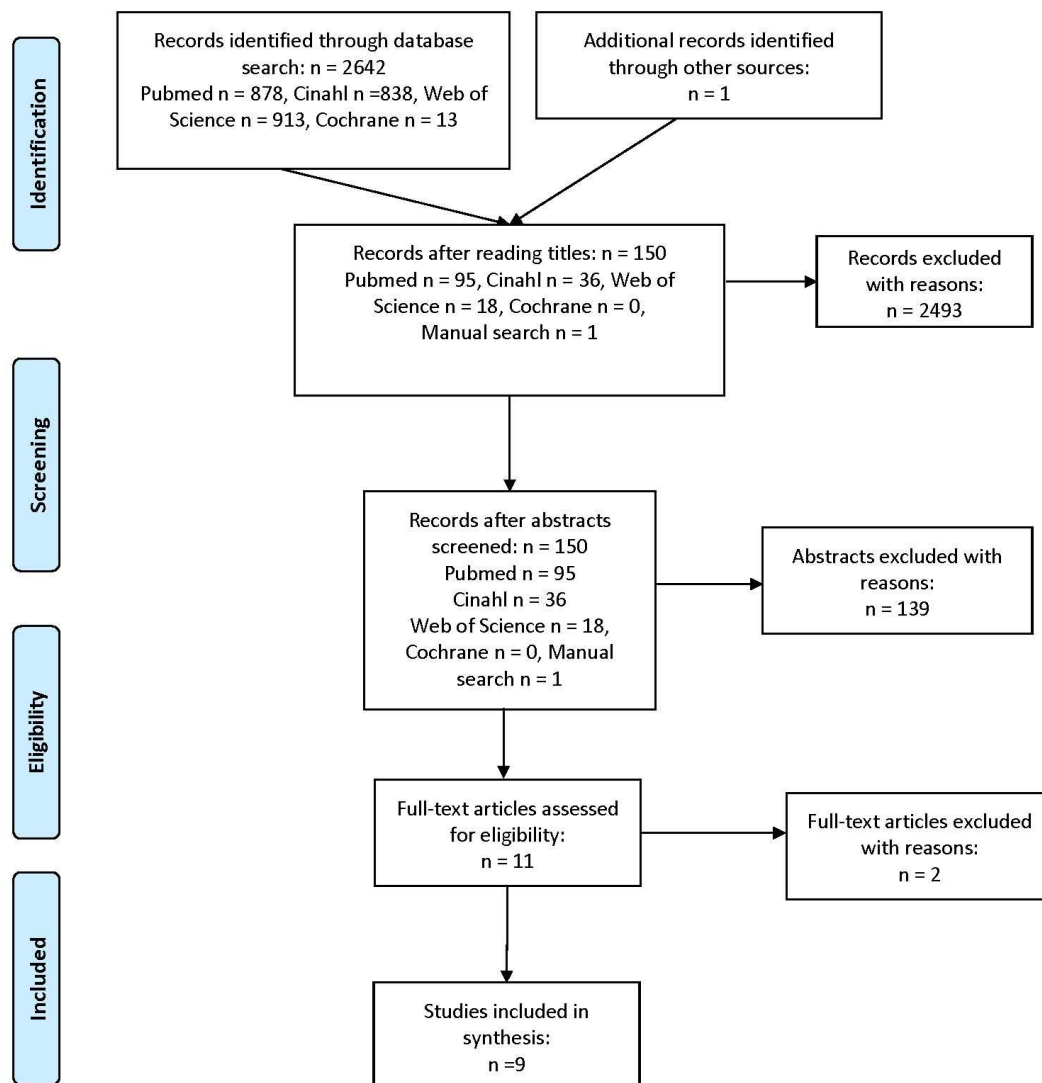 Identification
Records identified through database
search: n = 2642
Pubmed n = 878, Cinahl n =838, Web of
Science n = 913, Cochrane n = 13
Additional records identified
through other sources:
n = 1
Records after reading titles: n = 150
Pubmed n = 95, Cinahl n = 36, Web of
Science n = 18, Cochrane n = 0,
Manual search n = 1
Records excluded
with reasons:
n = 2493
Screening
Records after abstracts
screened: n = 150
Pubmed n = 95
Cinahl n = 36
Web of Science n = 18,
Cochrane n = 0, Manual
search n = 1
Abstracts excluded with
reasons:
n = 139
Eligibility
Full-text articles assessed
for eligibility:
n = 11
Full-text articles excluded
with reasons:
n = 2
Included
Studies included in
synthesis:
n =9